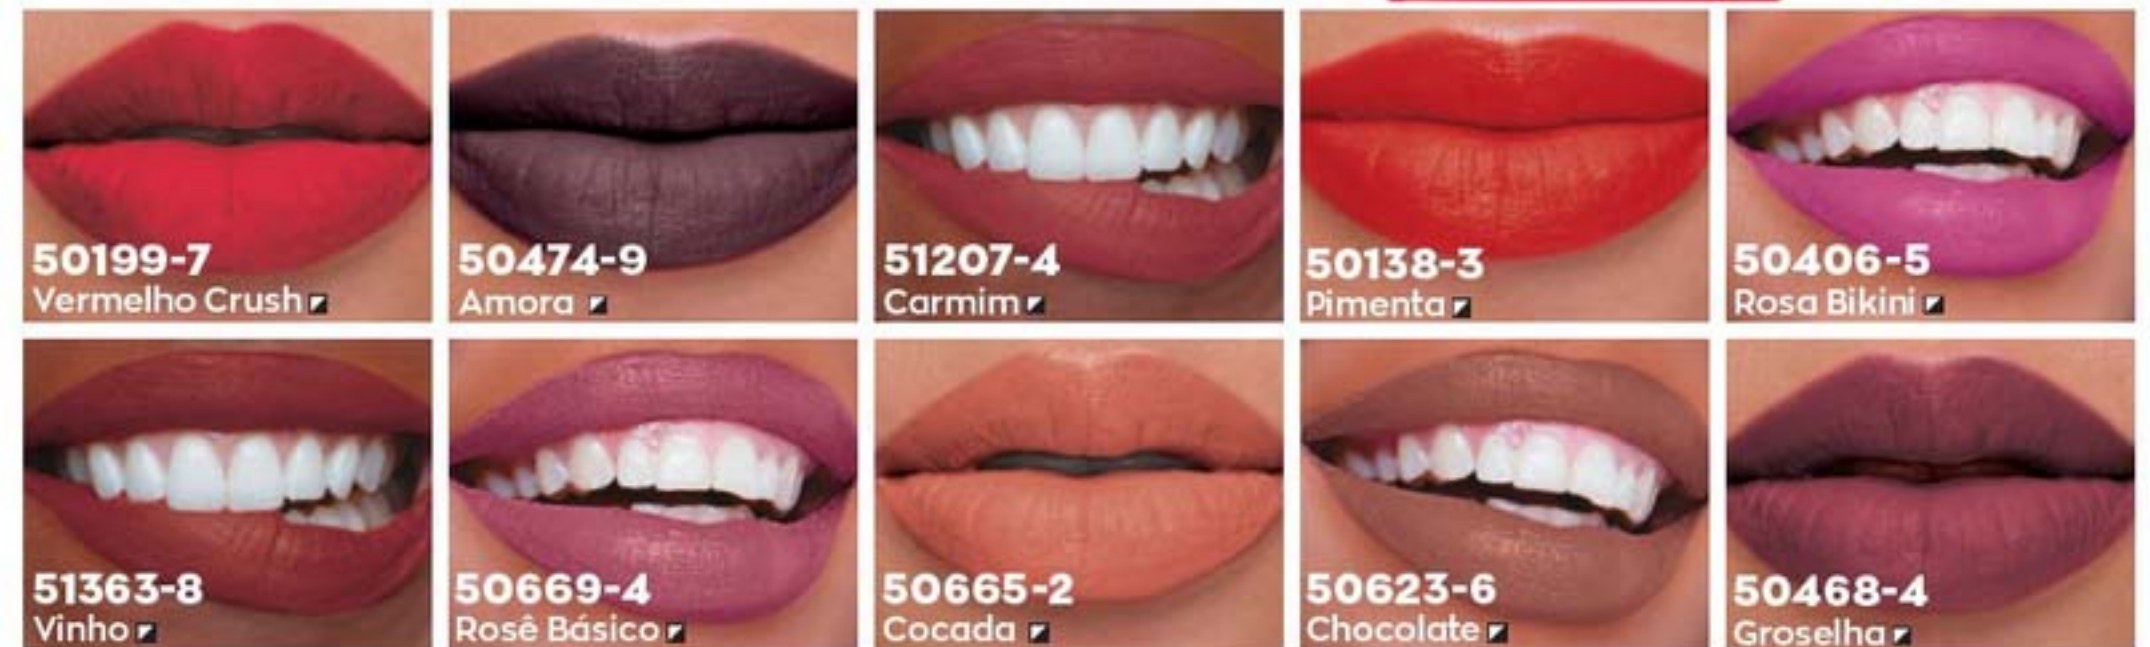 50199-7
Vermelho Crush
50474-9
Amora
51207-4
Carmim
50138-3
Pimenta
50406-5
Rosa Bikini
51363-8
Vinho
50669-4
Rosê Básico
50665-2
Cocada
50623-6
Chocolate
50468-4
Groselha